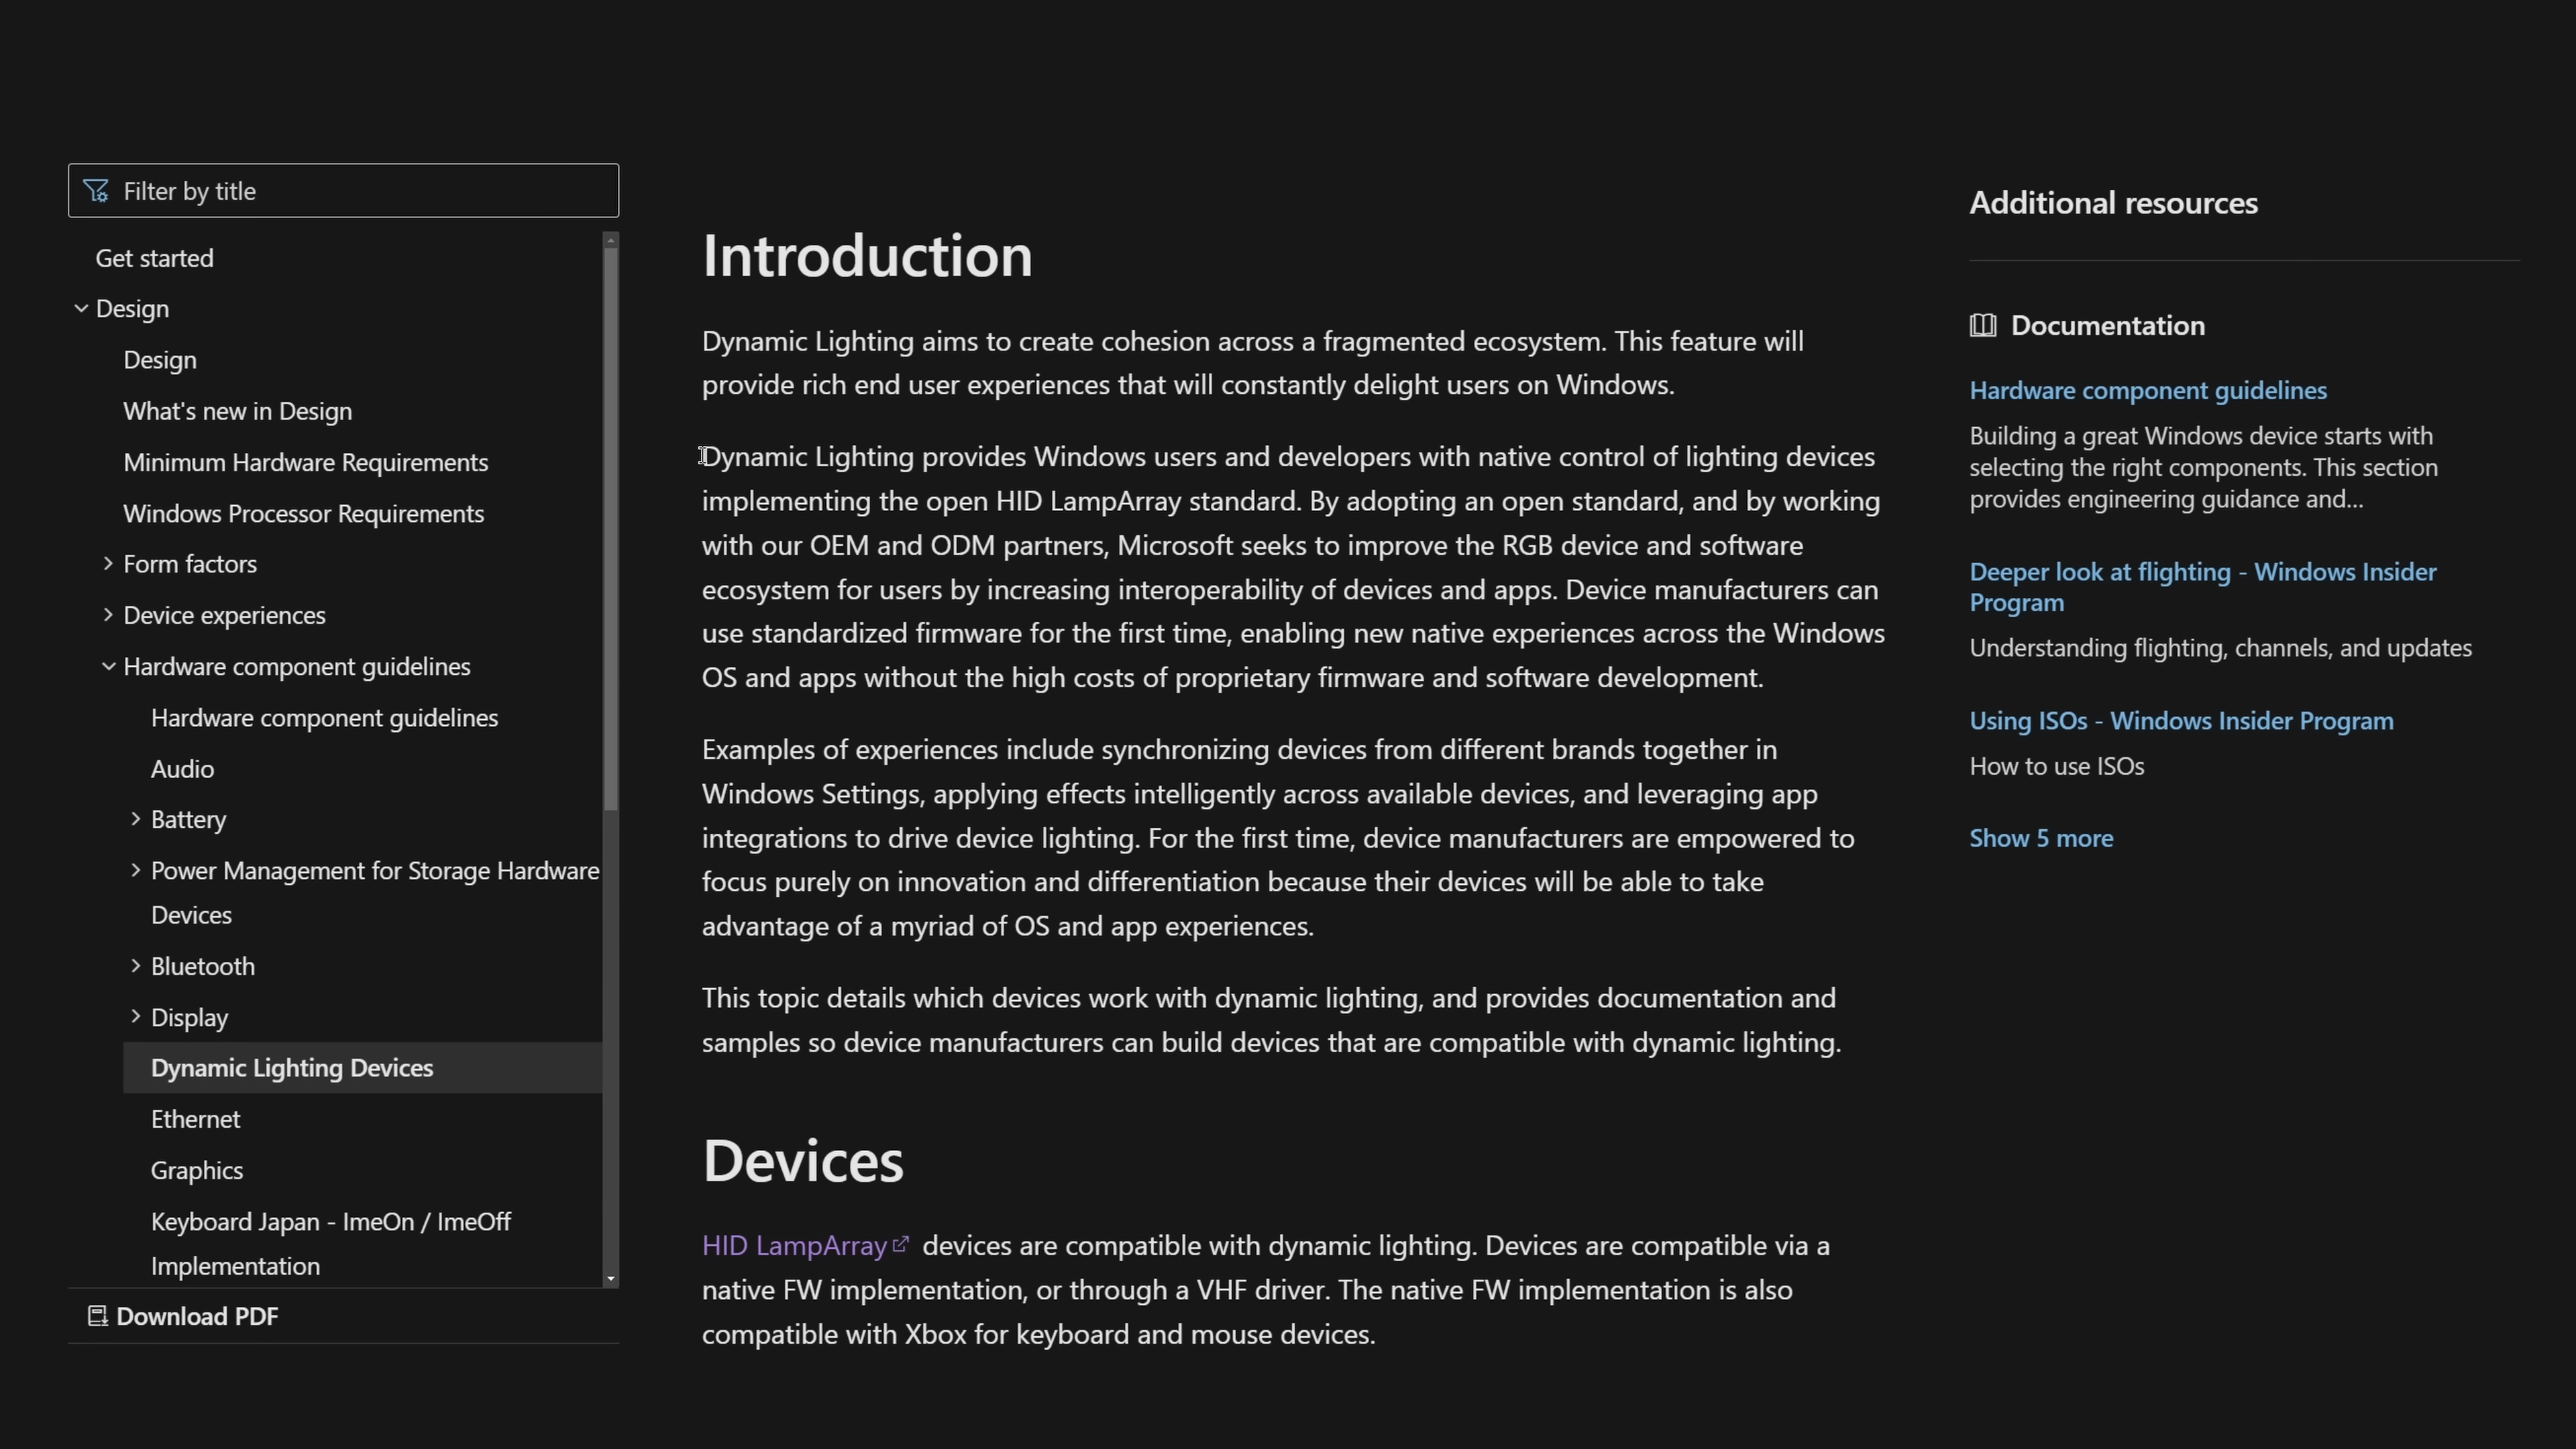 Filter by title
Get started
Design
Design
What's new in Design
Minimum Hardware Requirements
Windows Processor Requirements
Form factors
Device experiences
Hardware component guidelines
Hardware component guidelines
Audio
Battery
Power Management for Storage Hardware
Devices
Bluetooth
Display
Dynamic Lighting Devices
Ethernet
Graphics
Keyboard Japan - ImeOn / ImeOff
Implementation
Download PDF
Introduction
Dynamic Lighting aims to create cohesion across a fragmented ecosystem. This feature will
provide rich end user experiences that will constantly delight users on Windows.
Dynamic Lighting provides Windows users and developers with native control of lighting devices
implementing the open HID LampArray standard. By adopting an open standard, and by working
with our OEM and ODM partners, Microsoft seeks to improve the RGB device and software
ecosystem for users by increasing interoperability of devices and apps. Device manufacturers can
use standardized firmware for the first time, enabling new native experiences across the Windows
OS and apps without the high costs of proprietary firmware and software development.
Examples of experiences include synchronizing devices from different brands together in
Windows Settings, applying effects intelligently across available devices, and leveraging app
integrations to drive device lighting. For the first time, device manufacturers are empowered to
focus purely on innovation and differentiation because their devices will be able to take
advantage of a myriad of OS and app experiences.
This topic details which devices work with dynamic lighting, and provides documentation and
samples so device manufacturers can build devices that are compatible with dynamic lighting.
Devices
HID LampArray devices are compatible with dynamic lighting. Devices are compatible via a
native FW implementation, or through a VHF driver. The native FW implementation is also
compatible with Xbox for keyboard and mouse devices.
Additional resources
Documentation
Hardware component guidelines
Building a great Windows device starts with
selecting the right components. This section
provides engineering guidance and...
Deeper look at flighting - Windows Insider
Program
Understanding flighting, channels, and updates
Using ISOs - Windows Insider Program
How to use ISOs
Show 5 more